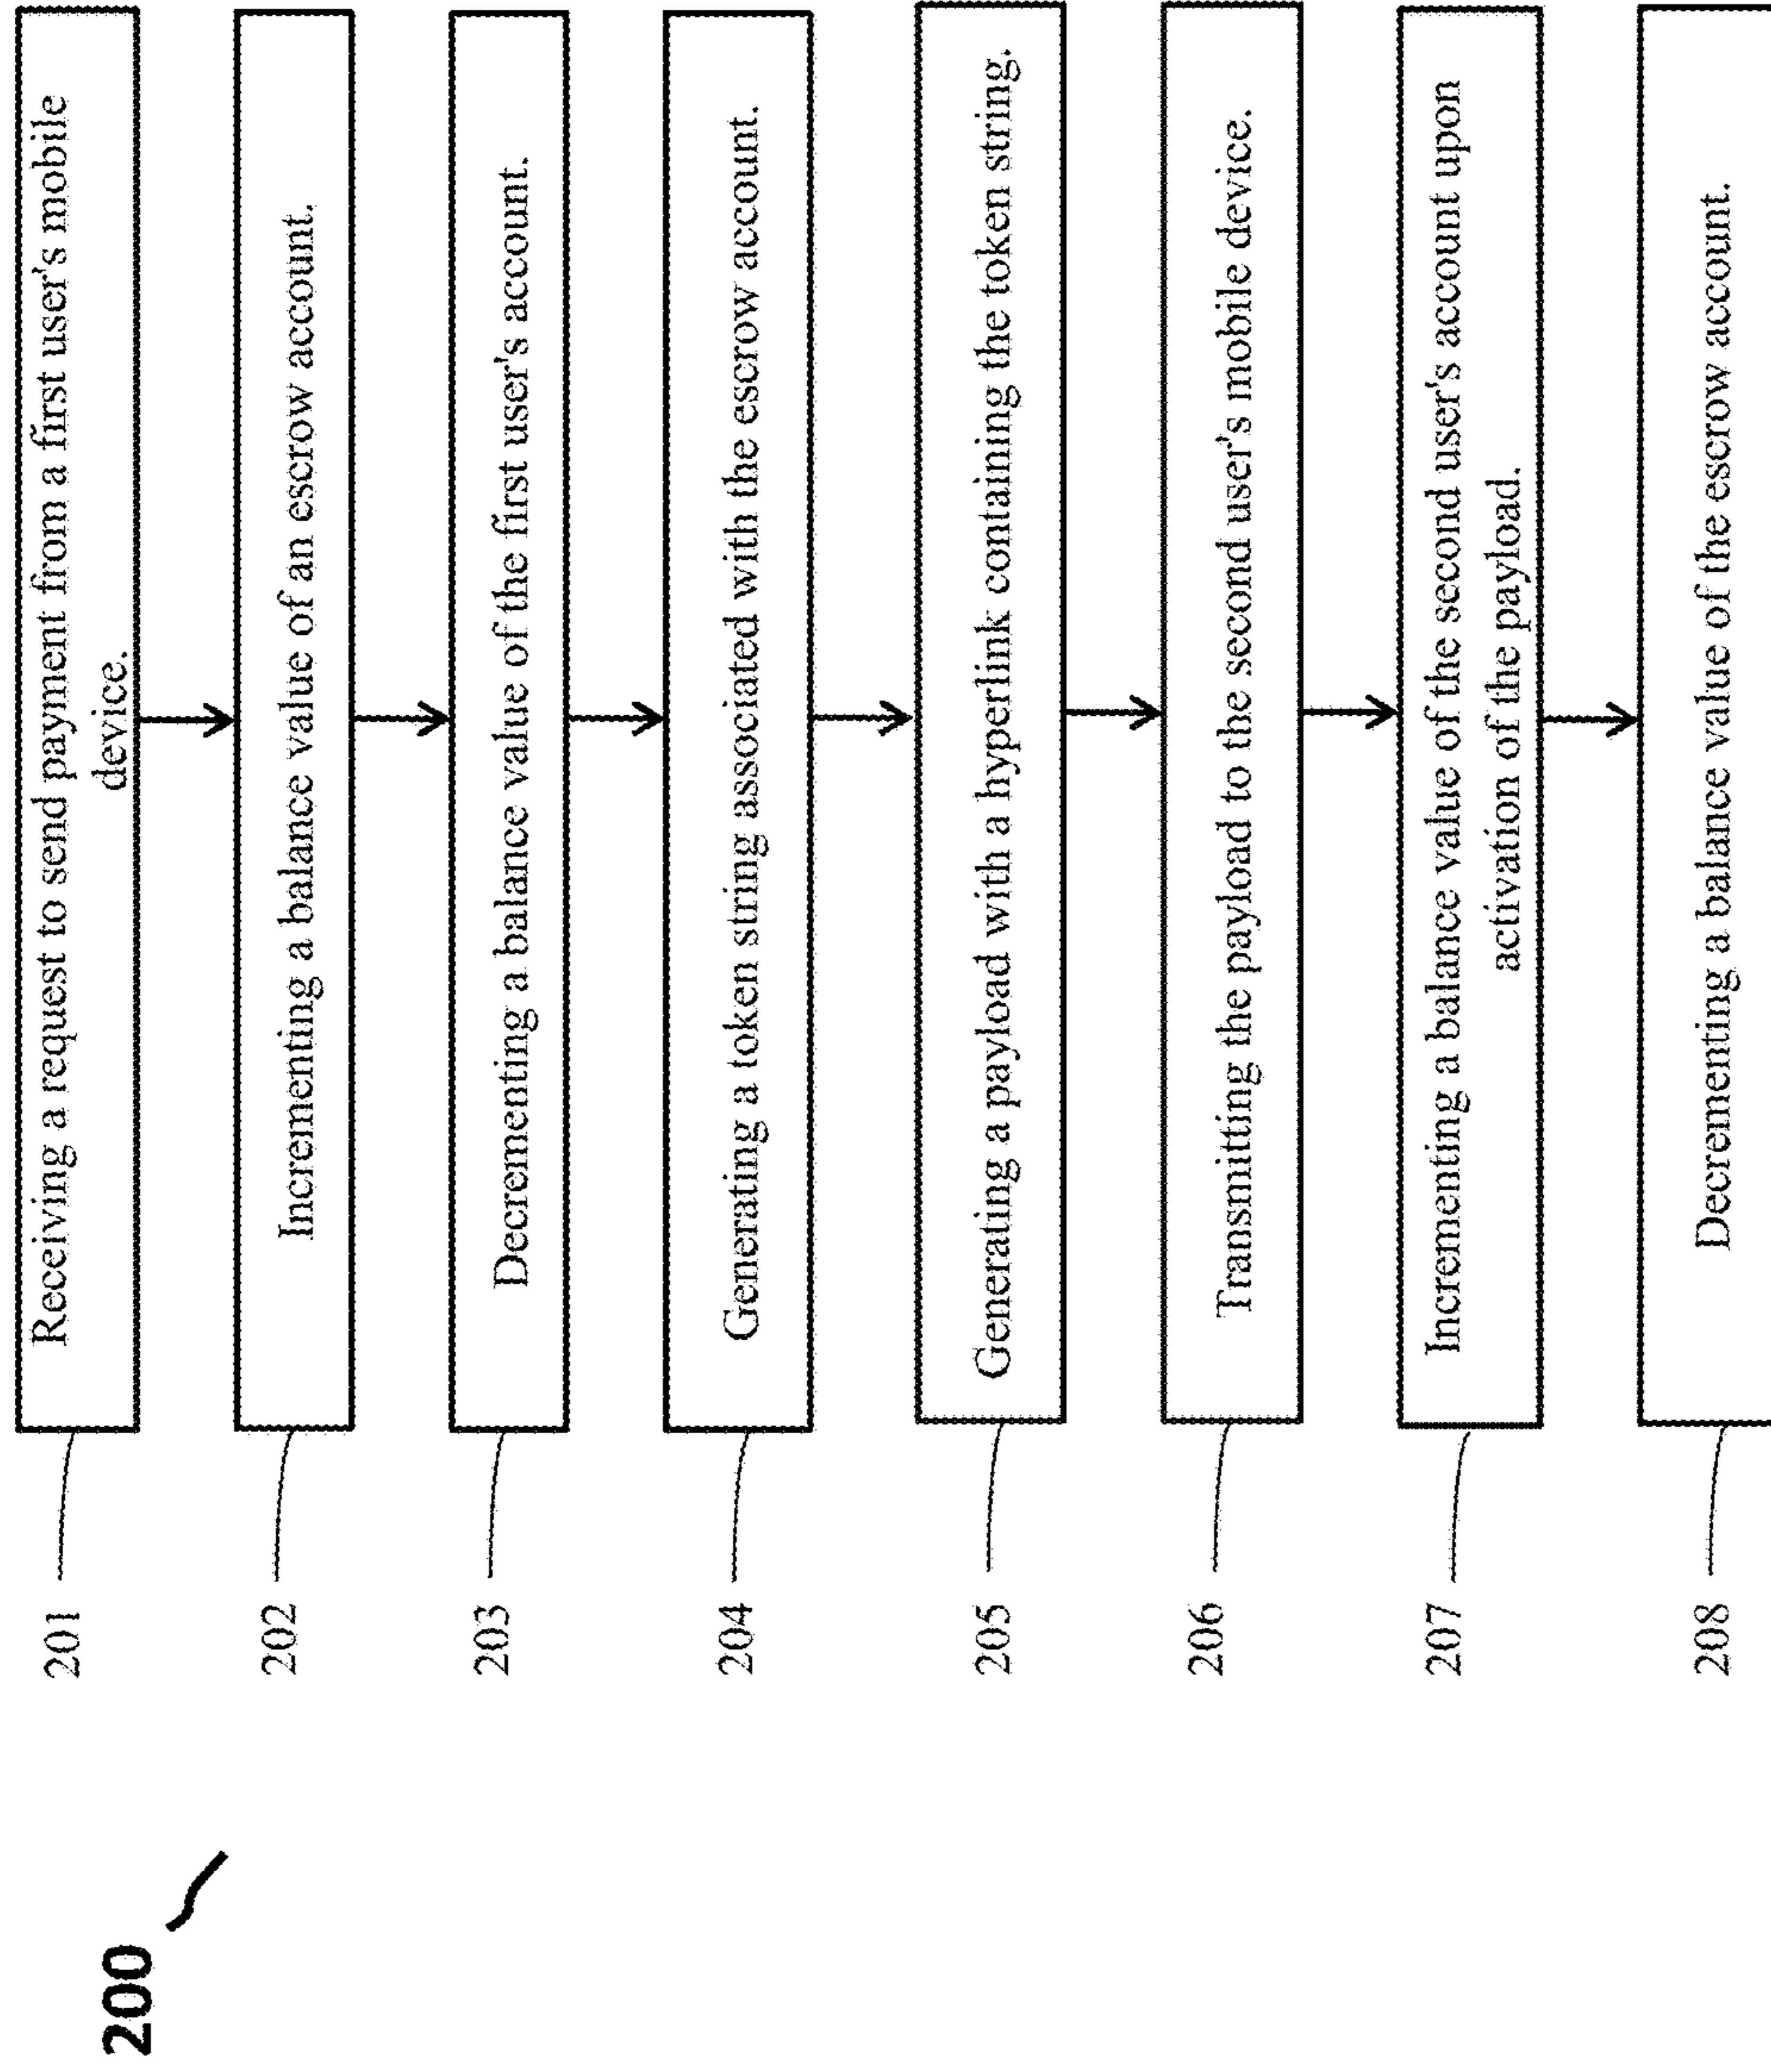 200
201
Receiving a request to send payment from a first user's mobile
device.
202
Incrementing a balance value of an escrow account.
203
Decrementing a balance value of the first user's account.
204
Generating a token string associated with the escrow account.
205
Generating a payload with a hyperlink containing the token string.
206
Transmitting the payload to the second user's mobile device.
207
Incrementing a balance value of the second user's account upon
activation of the payload.
208
Decrementing a balance value of the escrow account.